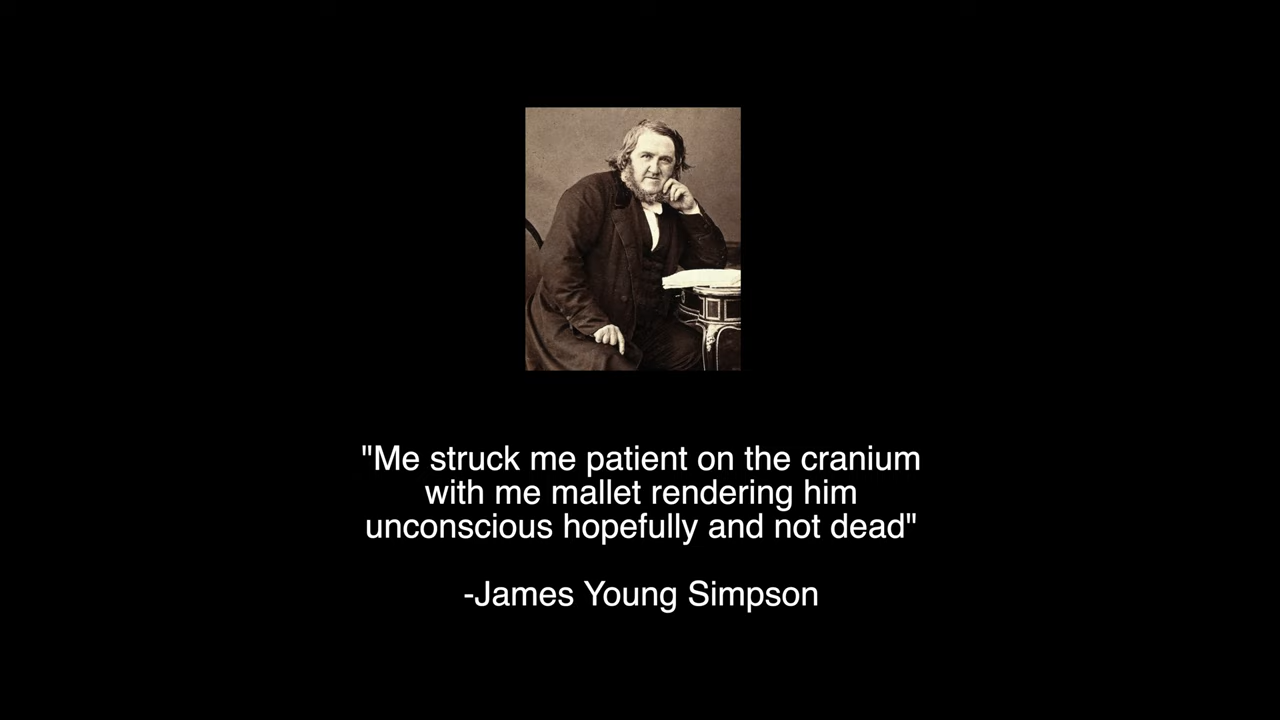 "Me struck me patient on the cranium
with me mallet rendering him
unconscious hopefully and not dead"
-James Young Simpson